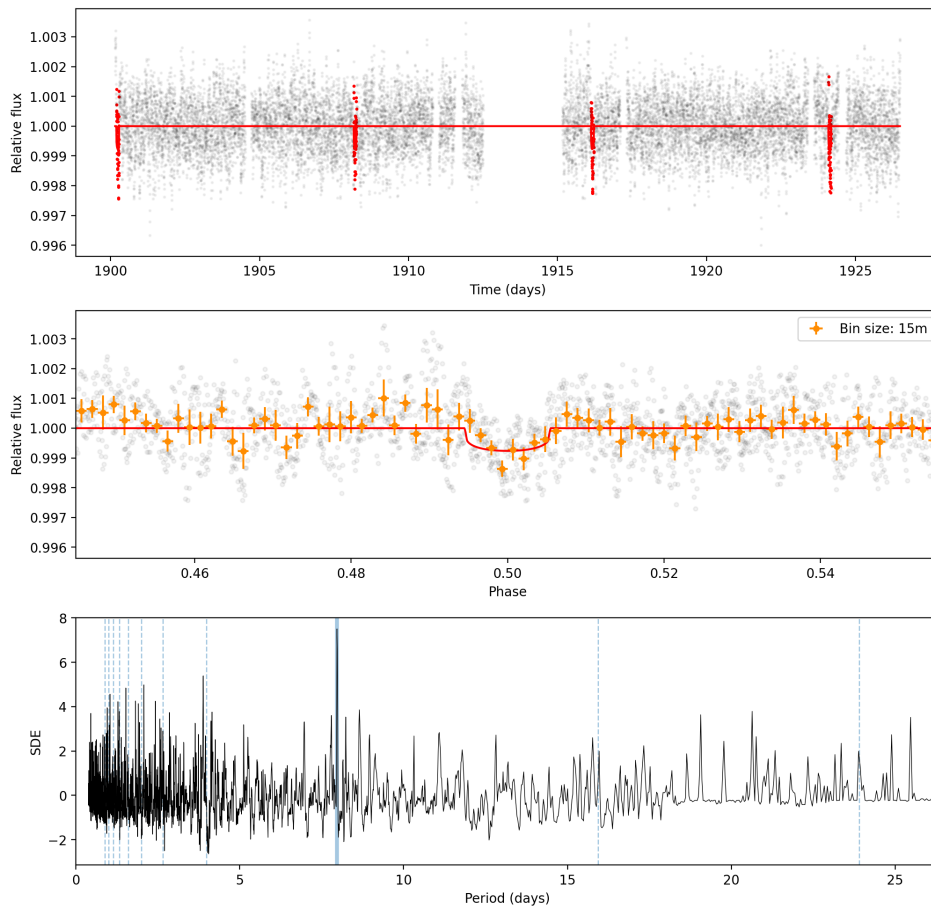 1.003
1.002
1.001
1.000
0.999
0.998
0.997
0.996
Relative flux
1900 1905 1910 1915 1920 1925
Time (days)
1.003
1.002
1.001
1.000
0.999
0.998
0.997
0.996
Relative flux
Bin size: 15m
0.46 0.48 0.50 0.52 0.54
Phase
8
6
4
2
0
−2
SDE
0 5 10 15 20 25
Period (days)